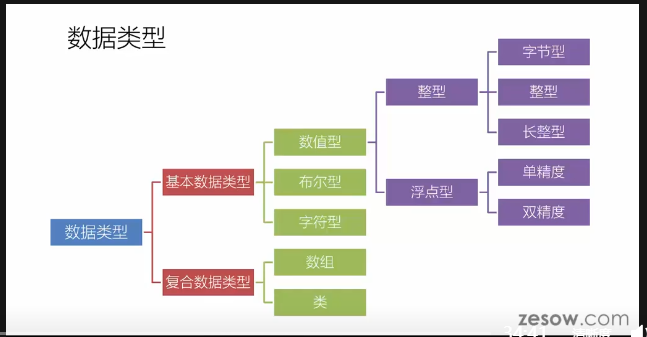 数据类型
字节型
整型
整型
长整型
数值型
单精度
基本数据类型
布尔型
浮点型
双精度
字符型
数据类型
数组
复合数据类型
类
zesow.com